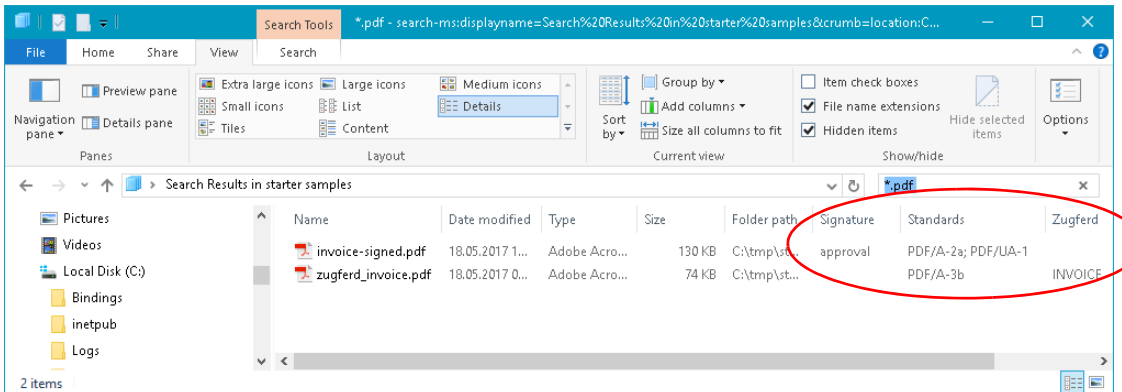 Search Tools *.pdf - search-ms:displayname=Search%20Results%20in%20starter%20samples&crumb=location:C...
File Home Share View Search
Navigation pane
Preview pane
Details pane
Panes
Extra large icons Large icons Medium icons
Small icons List Details
Tiles Content
Layout
Sort by
Group by
Add columns
Size all columns to fit
Current view
Item check boxes
File name extensions
Hidden items
Hide selected items
Show/hide
Options
Search Results in starter samples *.pdf
Pictures
Videos
Local Disk (C:)
Bindings
inetpub
Logs
Name Date modified Type Size Folder path Signature Standards Zugferd
invoice-signed.pdf 18.05.2017 1... Adobe Acro... 130 KB C:\tmp\st... approval PDF/A-2a; PDF/UA-1
zugferd_invoice.pdf 18.05.2017 0... Adobe Acro... 74 KB C:\tmp\st... PDF/A-3b INVOICE
2 items